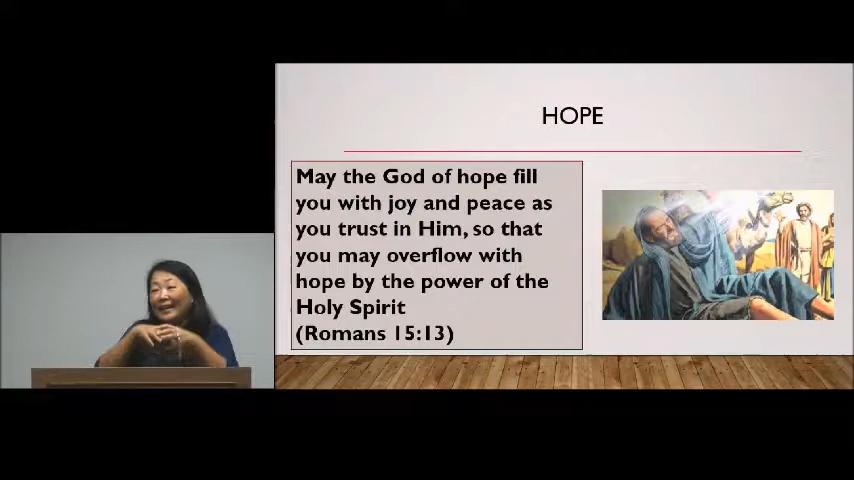 HOPE
May the God of hope fill
you with joy and peace as
you trust in Him, so that
you may overflow with
hope by the power of the
Holy Spirit
(Romans 15:13)